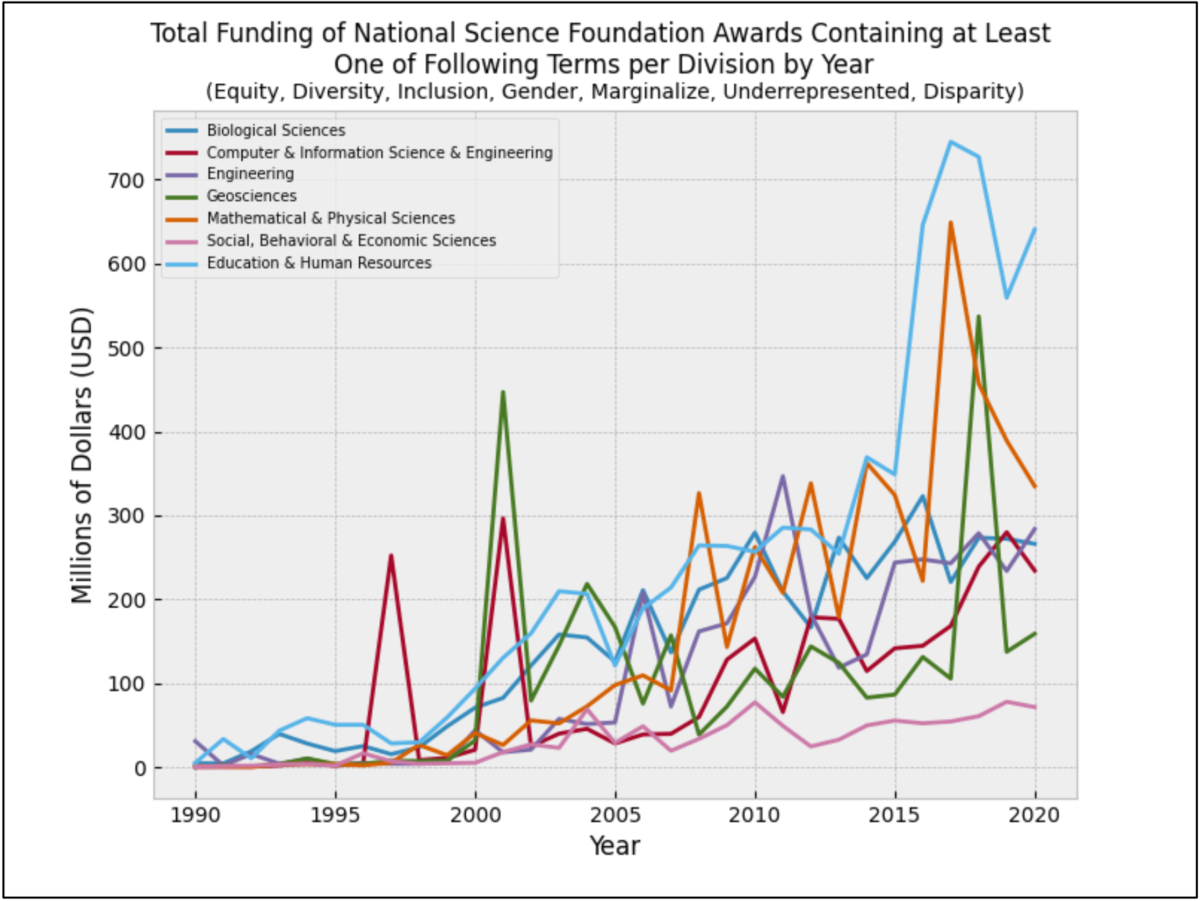 Total Funding of National Science Foundation Awards Containing at Least
One of Following Terms per Division by Year
(Equity, Diversity, Inclusion, Gender, Marginalize, Underrepresented, Disparity)
Biological Sciences
Computer & Information Science & Engineering
Engineering
Geosciences
Mathematical & Physical Sciences
Social, Behavioral & Economic Sciences
Education & Human Resources
Millions of Dollars (USD)
700
600
500
400
300
200
100
0
1990 1995 2000 2005 2010 2015 2020
Year